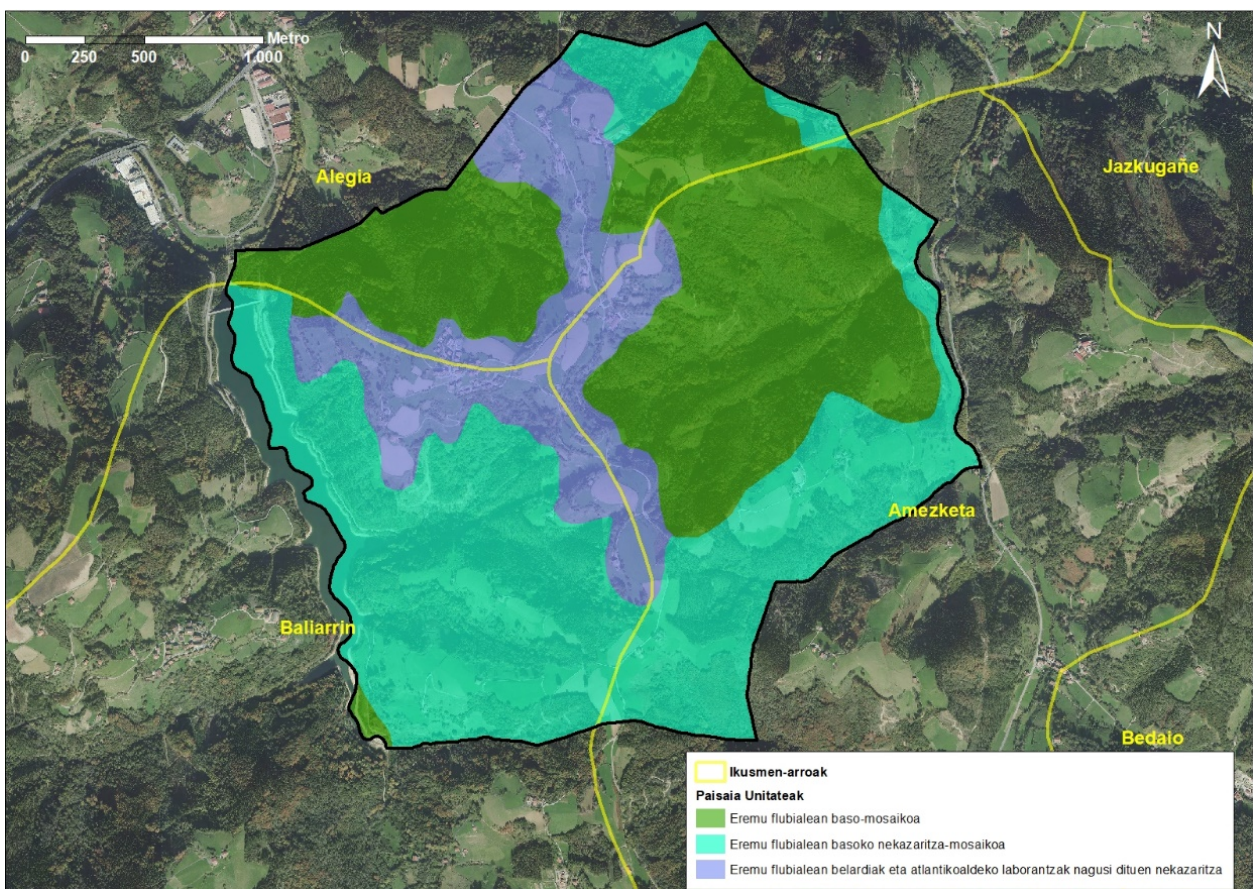 Metro
0 250 500 1.000
N
Alegia
Jazkugañe
Amezketa
Baliarrin
Bedaio
Ikusmen-arroak
Paisaia Unitateak
Eremu flubialean baso-mosaikoa
Eremu flubialean basoko nekazaritza-mosaikoa
Eremu flubialean belardiak eta atlantikoaldeko laborantzak nagusi dituen nekazaritza